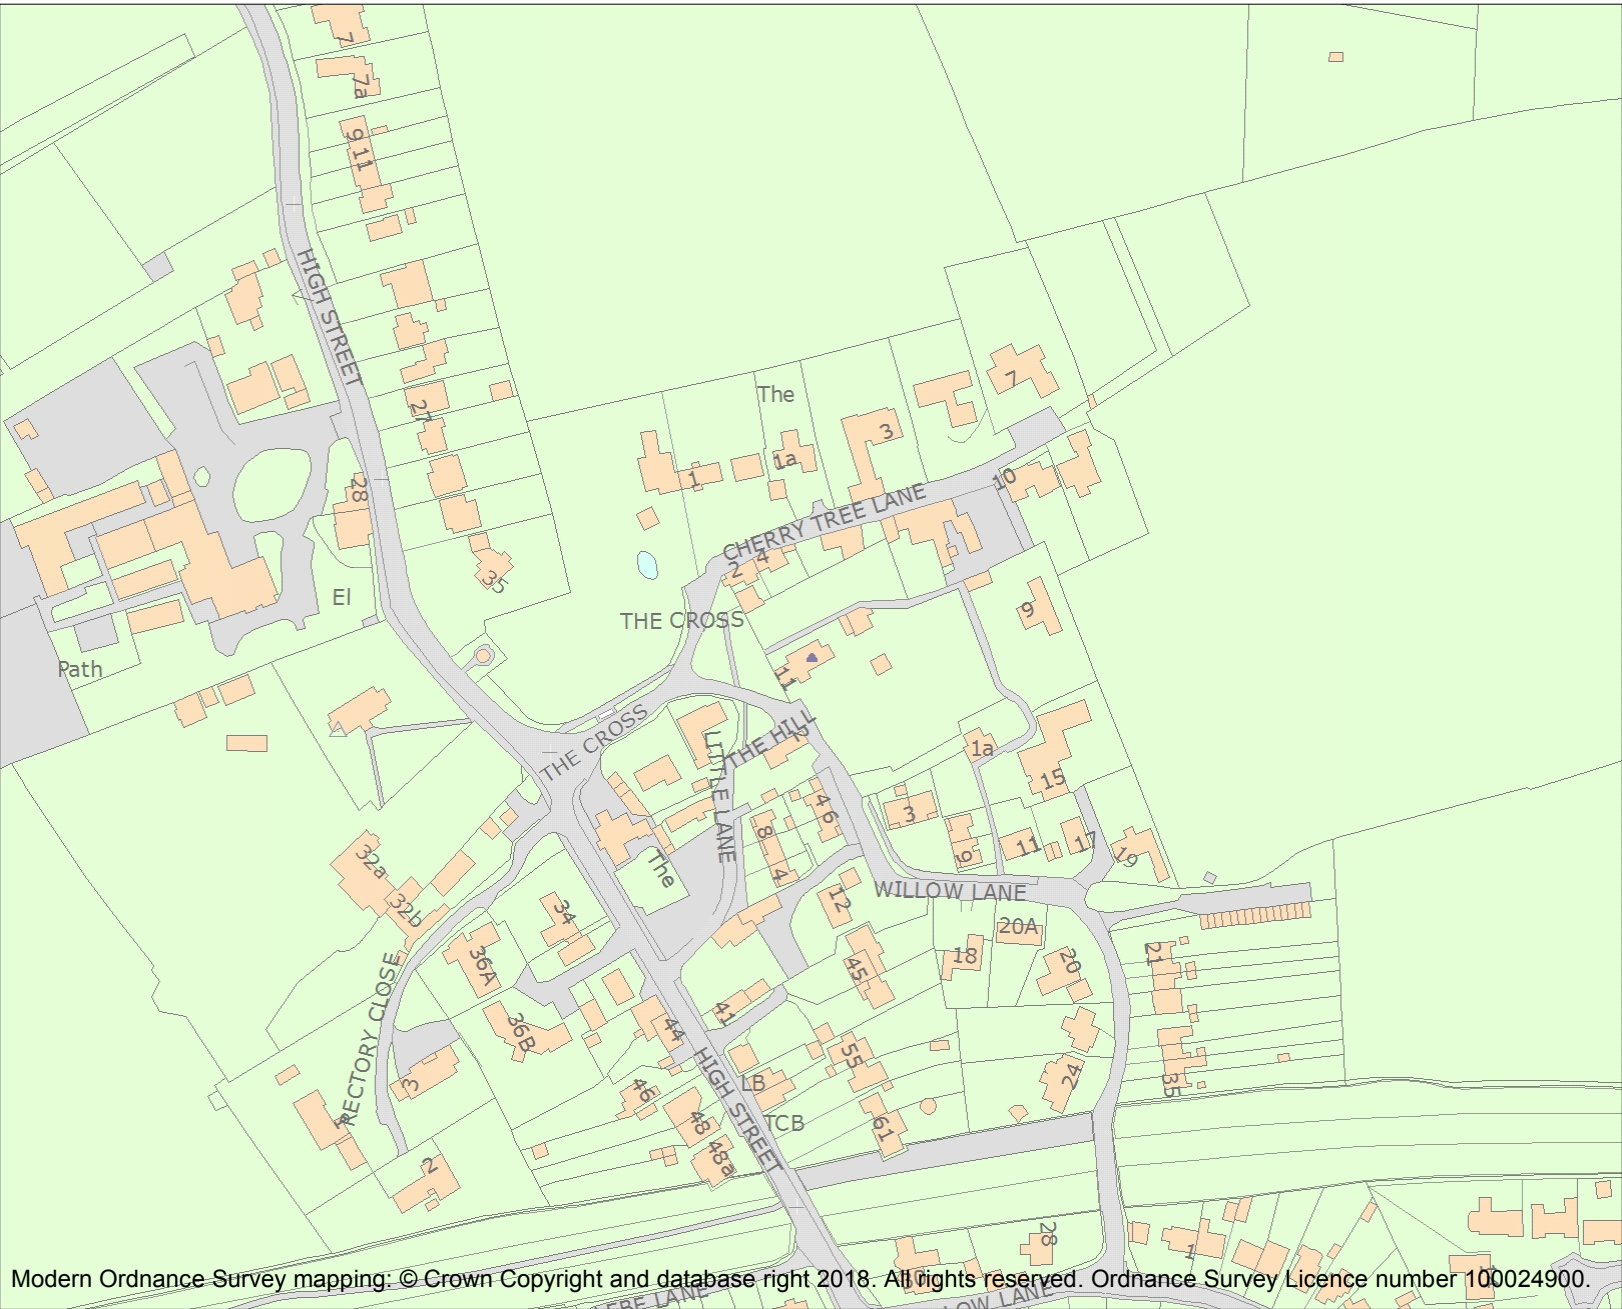 7
7a
9 11
HIGH STREET
27
28
35
El
Path
The
7
3
1a
1
10
CHERRY TREE LANE
2 4
THE CROSS
9
11
THE CROSS
THE HILL
LITTLE LANE
1a
15
4 6
3
8
4
9
11
17
19
The
32a
32b
34
12
WILLOW LANE
20A
18
20
36A
45
21
RECTORY CLOSE
36B
41
44
HIGH STREET
55
24
35
LB
TCB
46
48
48a
61
3
2
28
1
Modern Ordnance Survey mapping: © Crown Copyright and database right 2018. All rights reserved. Ordnance Survey Licence number 100024900.